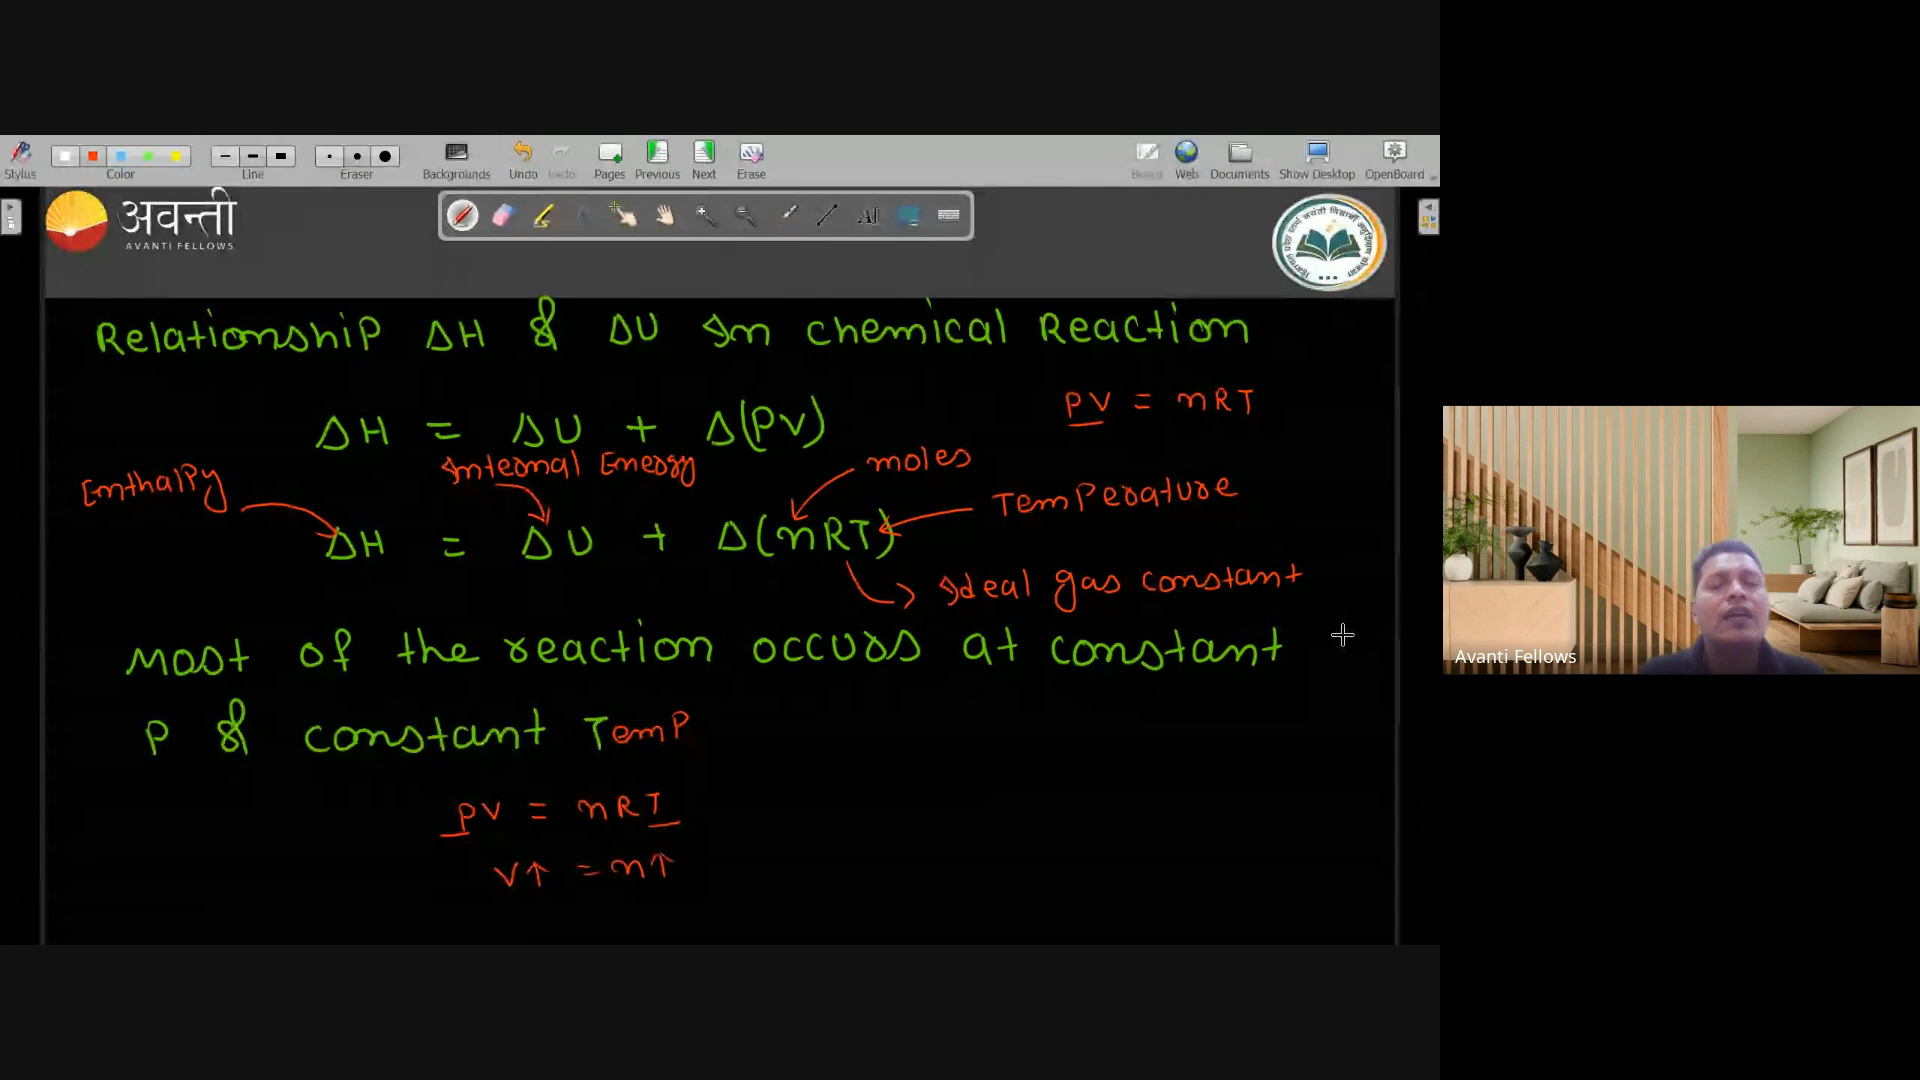 Stylus
Color
Line
Eraser
Backgrounds
Undo
Pages
Previous
Next
Erase
Web
Documents
Show Desktop
OpenBoard
अवन्ती
AVANTI FELLOWS
Relationship ΔH & ΔU In chemical Reaction
ΔH = ΔU + Δ(PV)
PV = nRT
Enthalpy
Internal Energy
moles
Temperature
ΔH = ΔU + Δ(nRT)
Ideal gas constant
Most of the reaction occurs at constant
P & constant Temp
PV = nRT
V↑ = n↑
Avanti Fellows